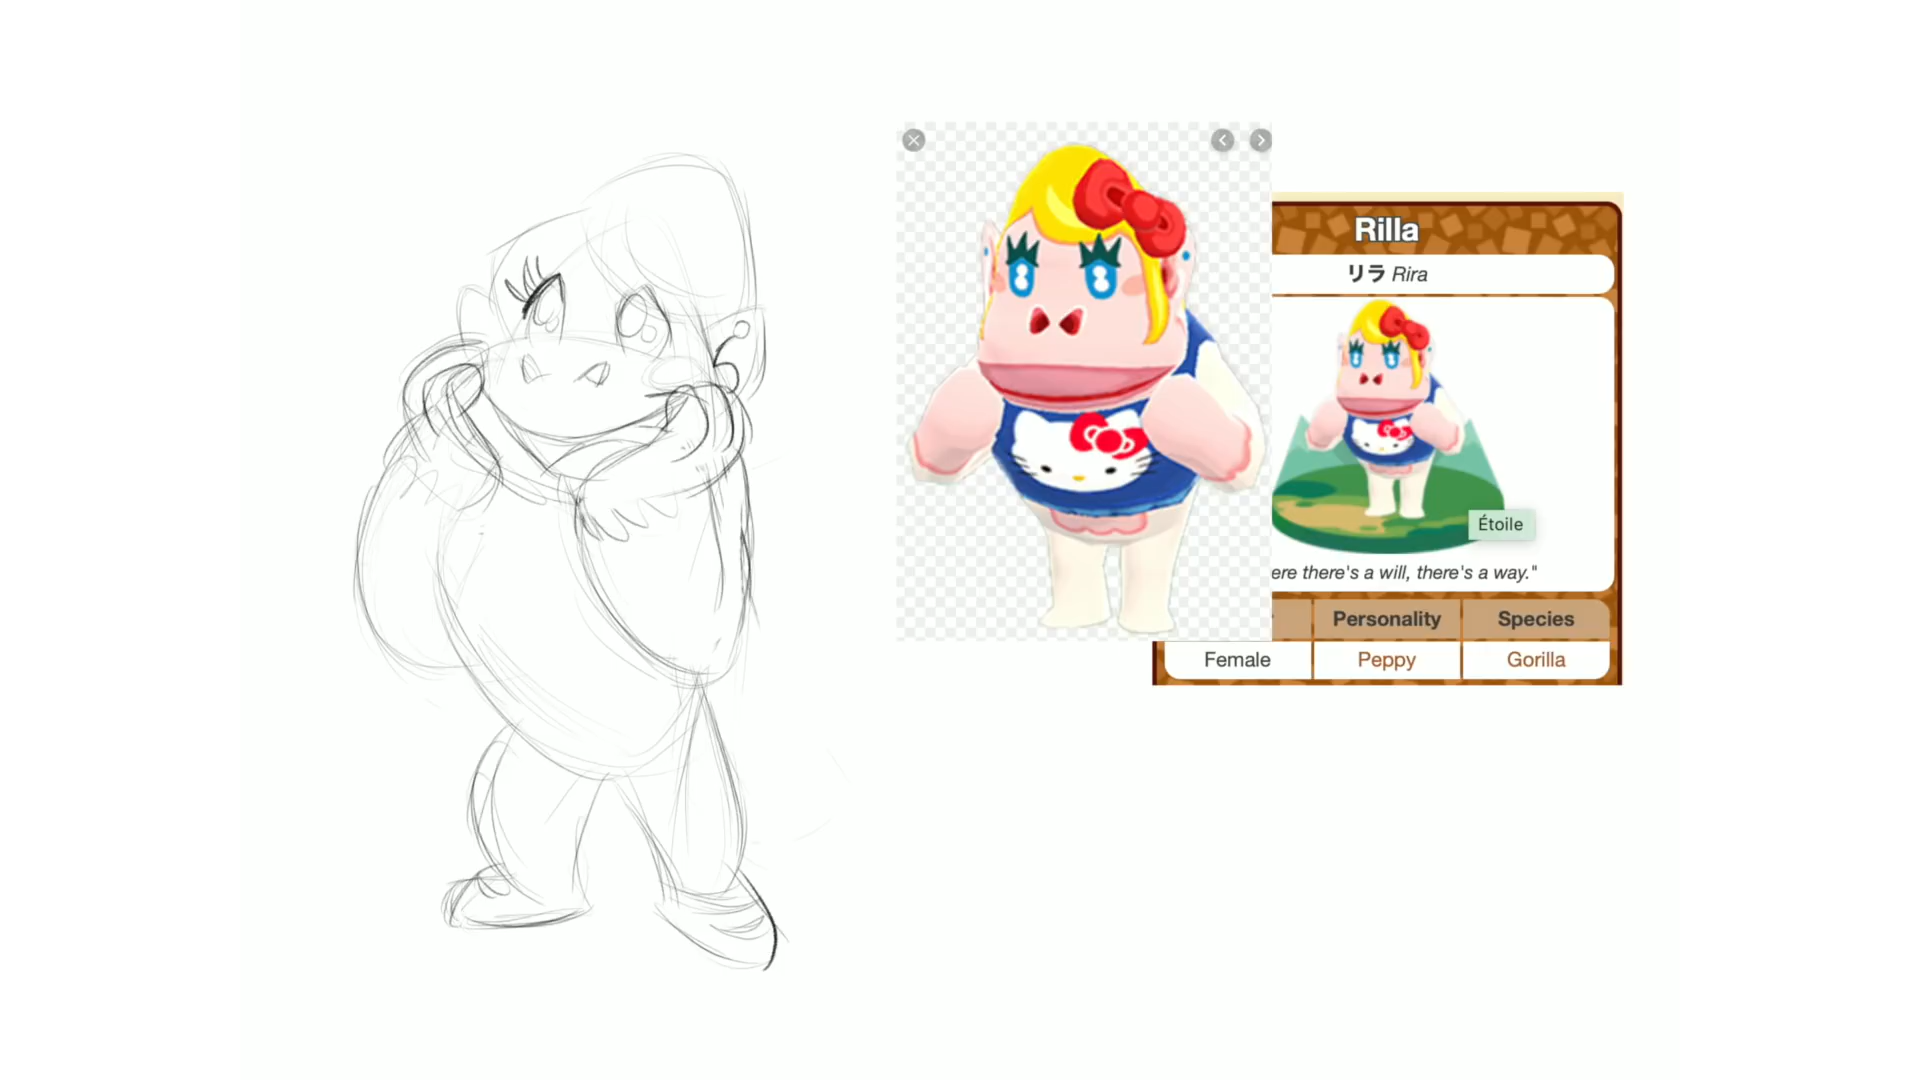 Rilla
リラ Rira
Étoile
ere there's a will, there's a way."
Personality Species
Female Peppy Gorilla